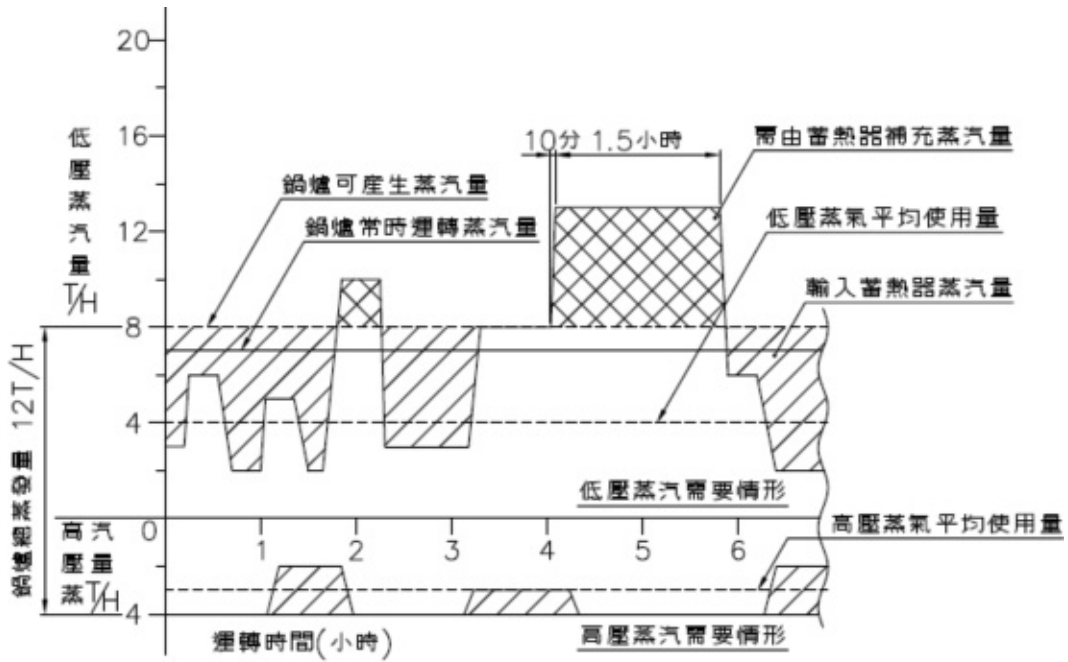 20
16
12
8
4
0
4
低壓蒸汽量T/H
鍋爐總蒸發量 12T/H
高壓蒸汽量T/H
10分 1.5小時
需由蓄熱器補充蒸汽量
鍋爐可產生蒸汽量
低壓蒸氣平均使用量
鍋爐常時運轉蒸汽量
輸入蓄熱器蒸汽量
低壓蒸汽需要情形
1 2 3 4 5 6
高壓蒸氣平均使用量
運轉時間(小時)
高壓蒸汽需要情形